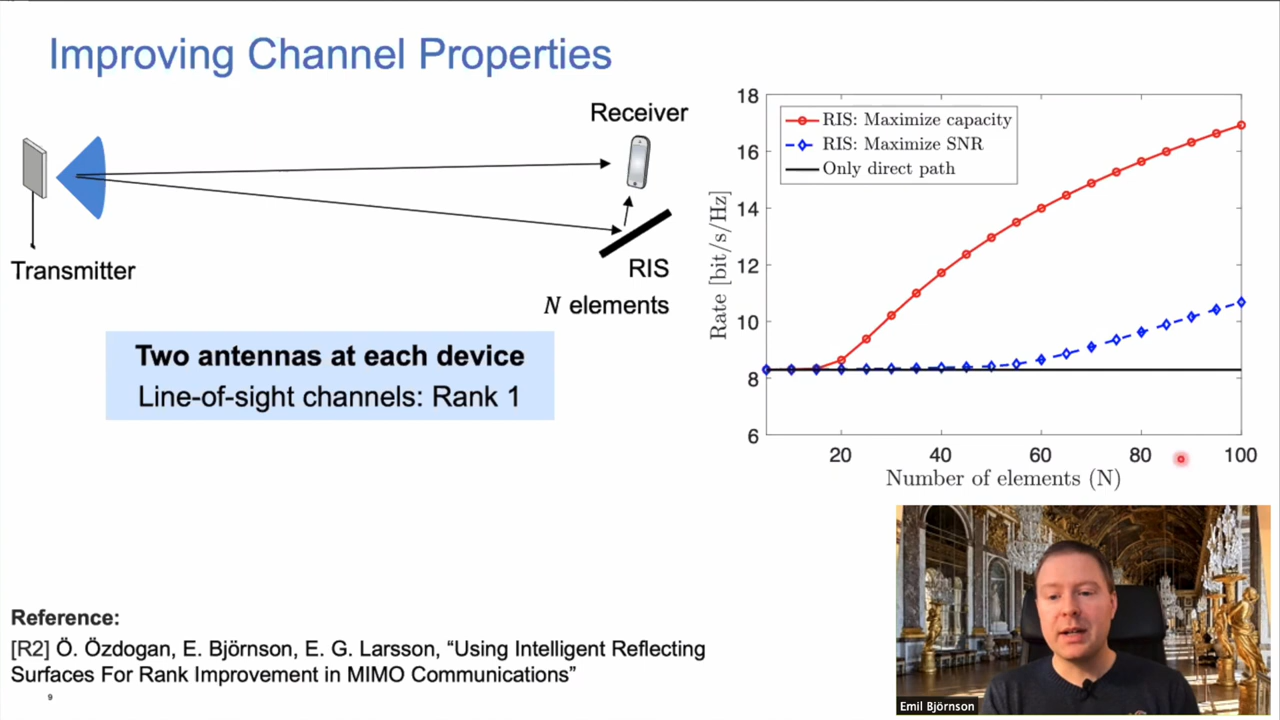 Improving Channel Properties
Receiver
Transmitter
RIS
N elements
Two antennas at each device
Line-of-sight channels: Rank 1
18
16
14
12
10
8
6
Rate [bit/s/Hz]
RIS: Maximize capacity
RIS: Maximize SNR
Only direct path
20 40 60 80 100
Number of elements (N)
Reference:
[R2] Ö. Özdogan, E. Björnson, E. G. Larsson, “Using Intelligent Reflecting
Surfaces For Rank Improvement in MIMO Communications”
9
Emil Björnson